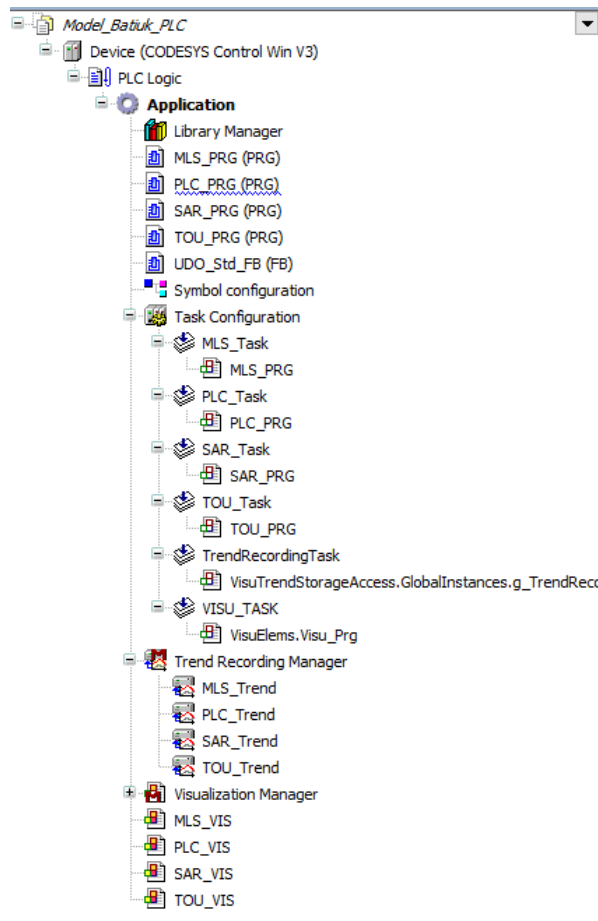 Model_Batiuk_PLC
Device (CODESYS Control Win V3)
PLC Logic
Application
Library Manager
MLS_PRG (PRG)
PLC_PRG (PRG)
SAR_PRG (PRG)
TOU_PRG (PRG)
UDO_Std_FB (FB)
Symbol configuration
Task Configuration
MLS_Task
MLS_PRG
PLC_Task
PLC_PRG
SAR_Task
SAR_PRG
TOU_Task
TOU_PRG
TrendRecordingTask
VisuTrendStorageAccess.GlobalInstances.g_TrendReco
VISU_TASK
VisuElems.Visu_Prg
Trend Recording Manager
MLS_Trend
PLC_Trend
SAR_Trend
TOU_Trend
Visualization Manager
MLS_VIS
PLC_VIS
SAR_VIS
TOU_VIS